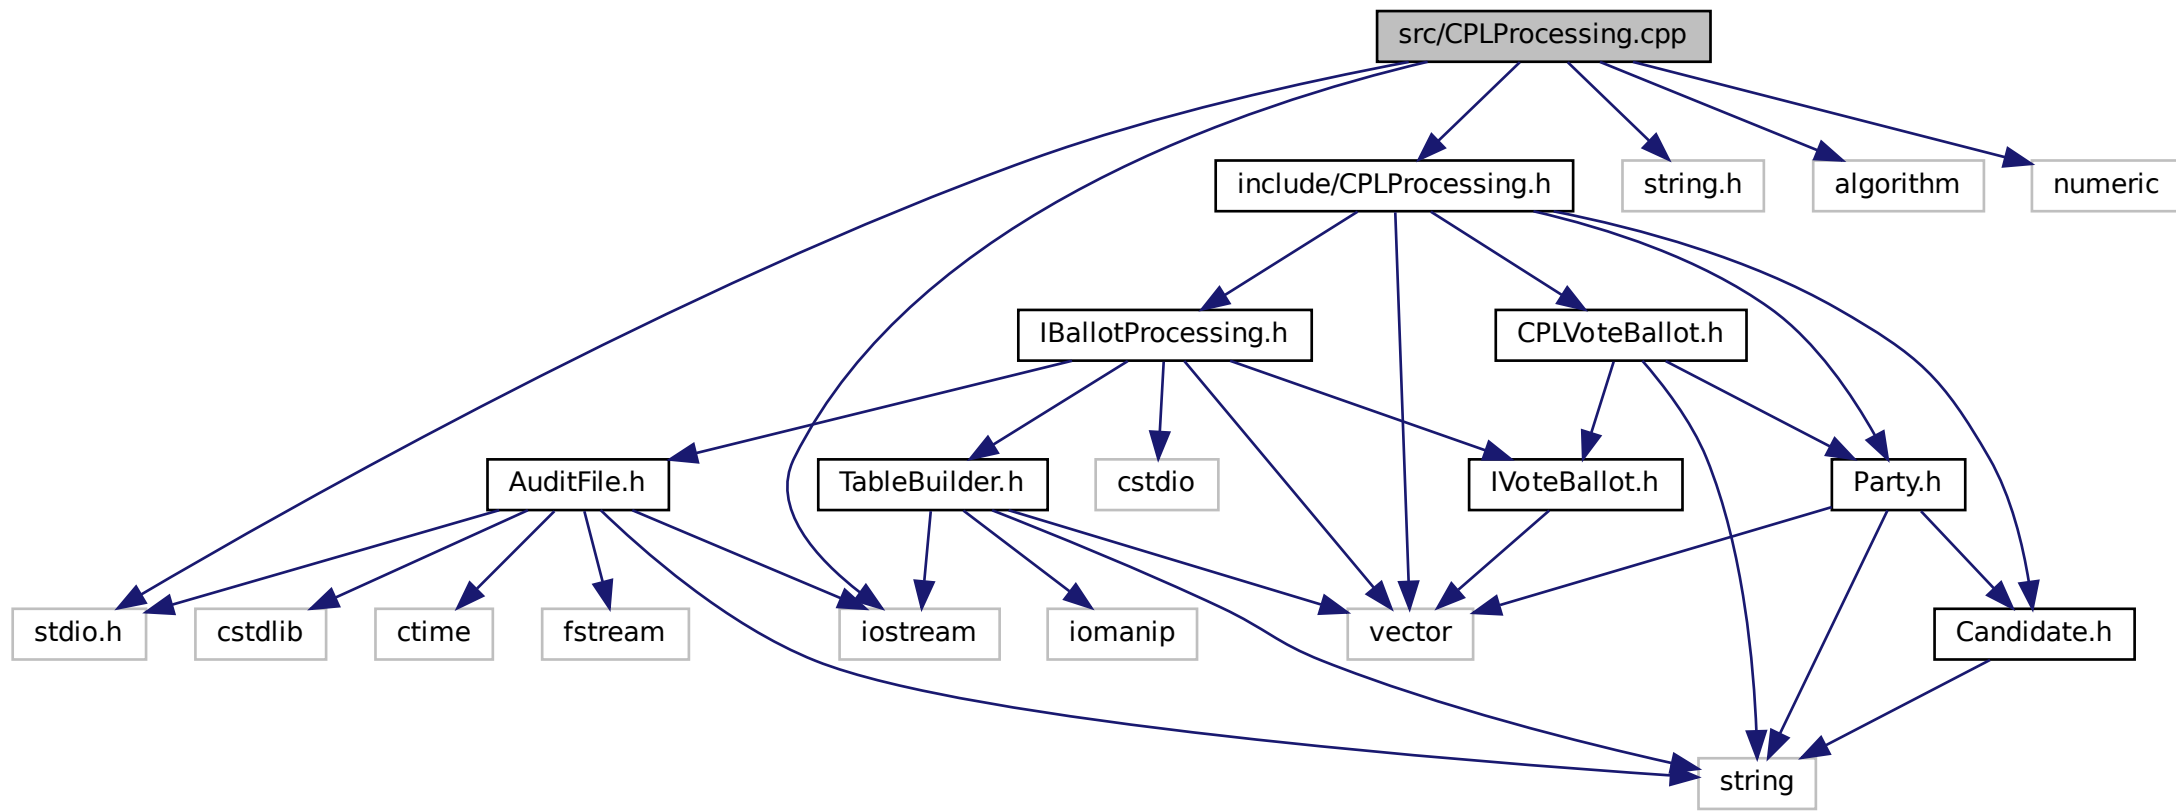 src/CPLProcessing.cpp
include/CPLProcessing.h
string.h
algorithm
numeric
IBallotProcessing.h
CPLVoteBallot.h
AuditFile.h
TableBuilder.h
cstdio
IVoteBallot.h
Party.h
stdio.h
cstdlib
ctime
fstream
iostream
iomanip
vector
Candidate.h
string